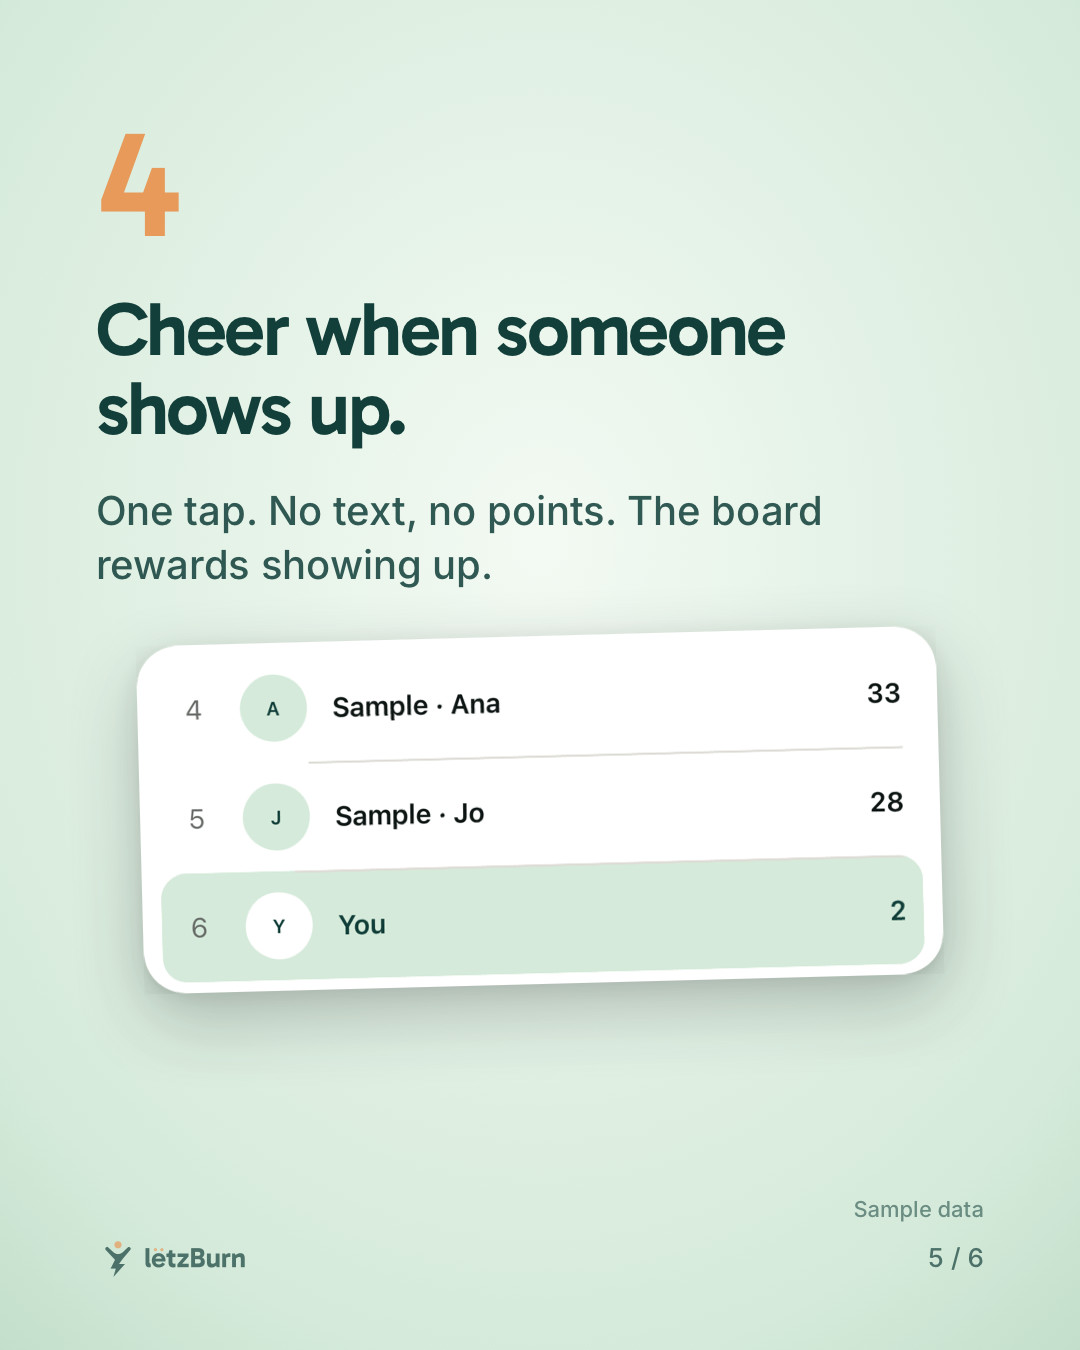 4
Cheer when someone
shows up.
One tap. No text, no points. The board
rewards showing up.
4 A Sample · Ana 33
5 J Sample · Jo 28
6 Y You 2
Sample data
lëtzBurn 5 / 6